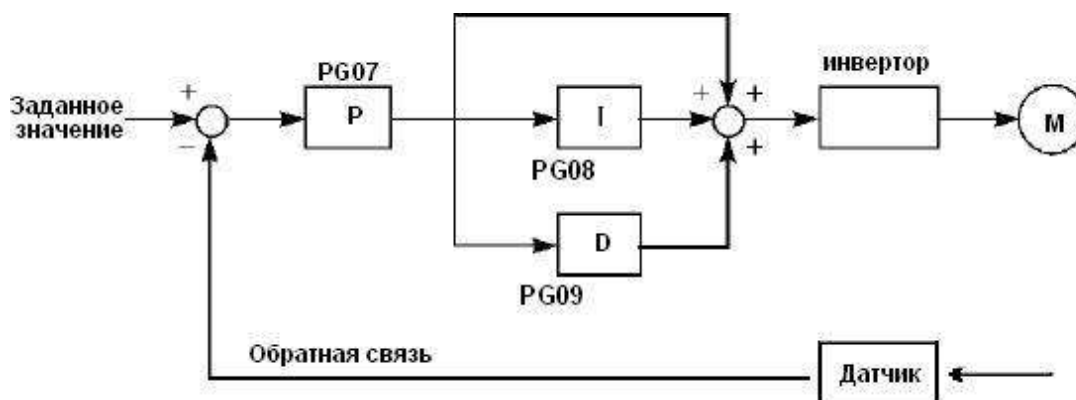 PG07
инвертор
Заданное
значение
+
−
P
I
+
+
+
M
PG08
D
PG09
Обратная связь
Датчик